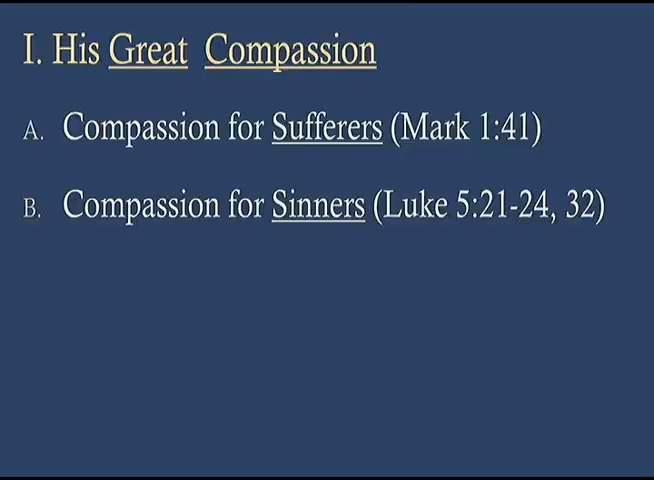 I. His Great Compassion
A. Compassion for Sufferers (Mark 1:41)
B. Compassion for Sinners (Luke 5:21-24, 32)